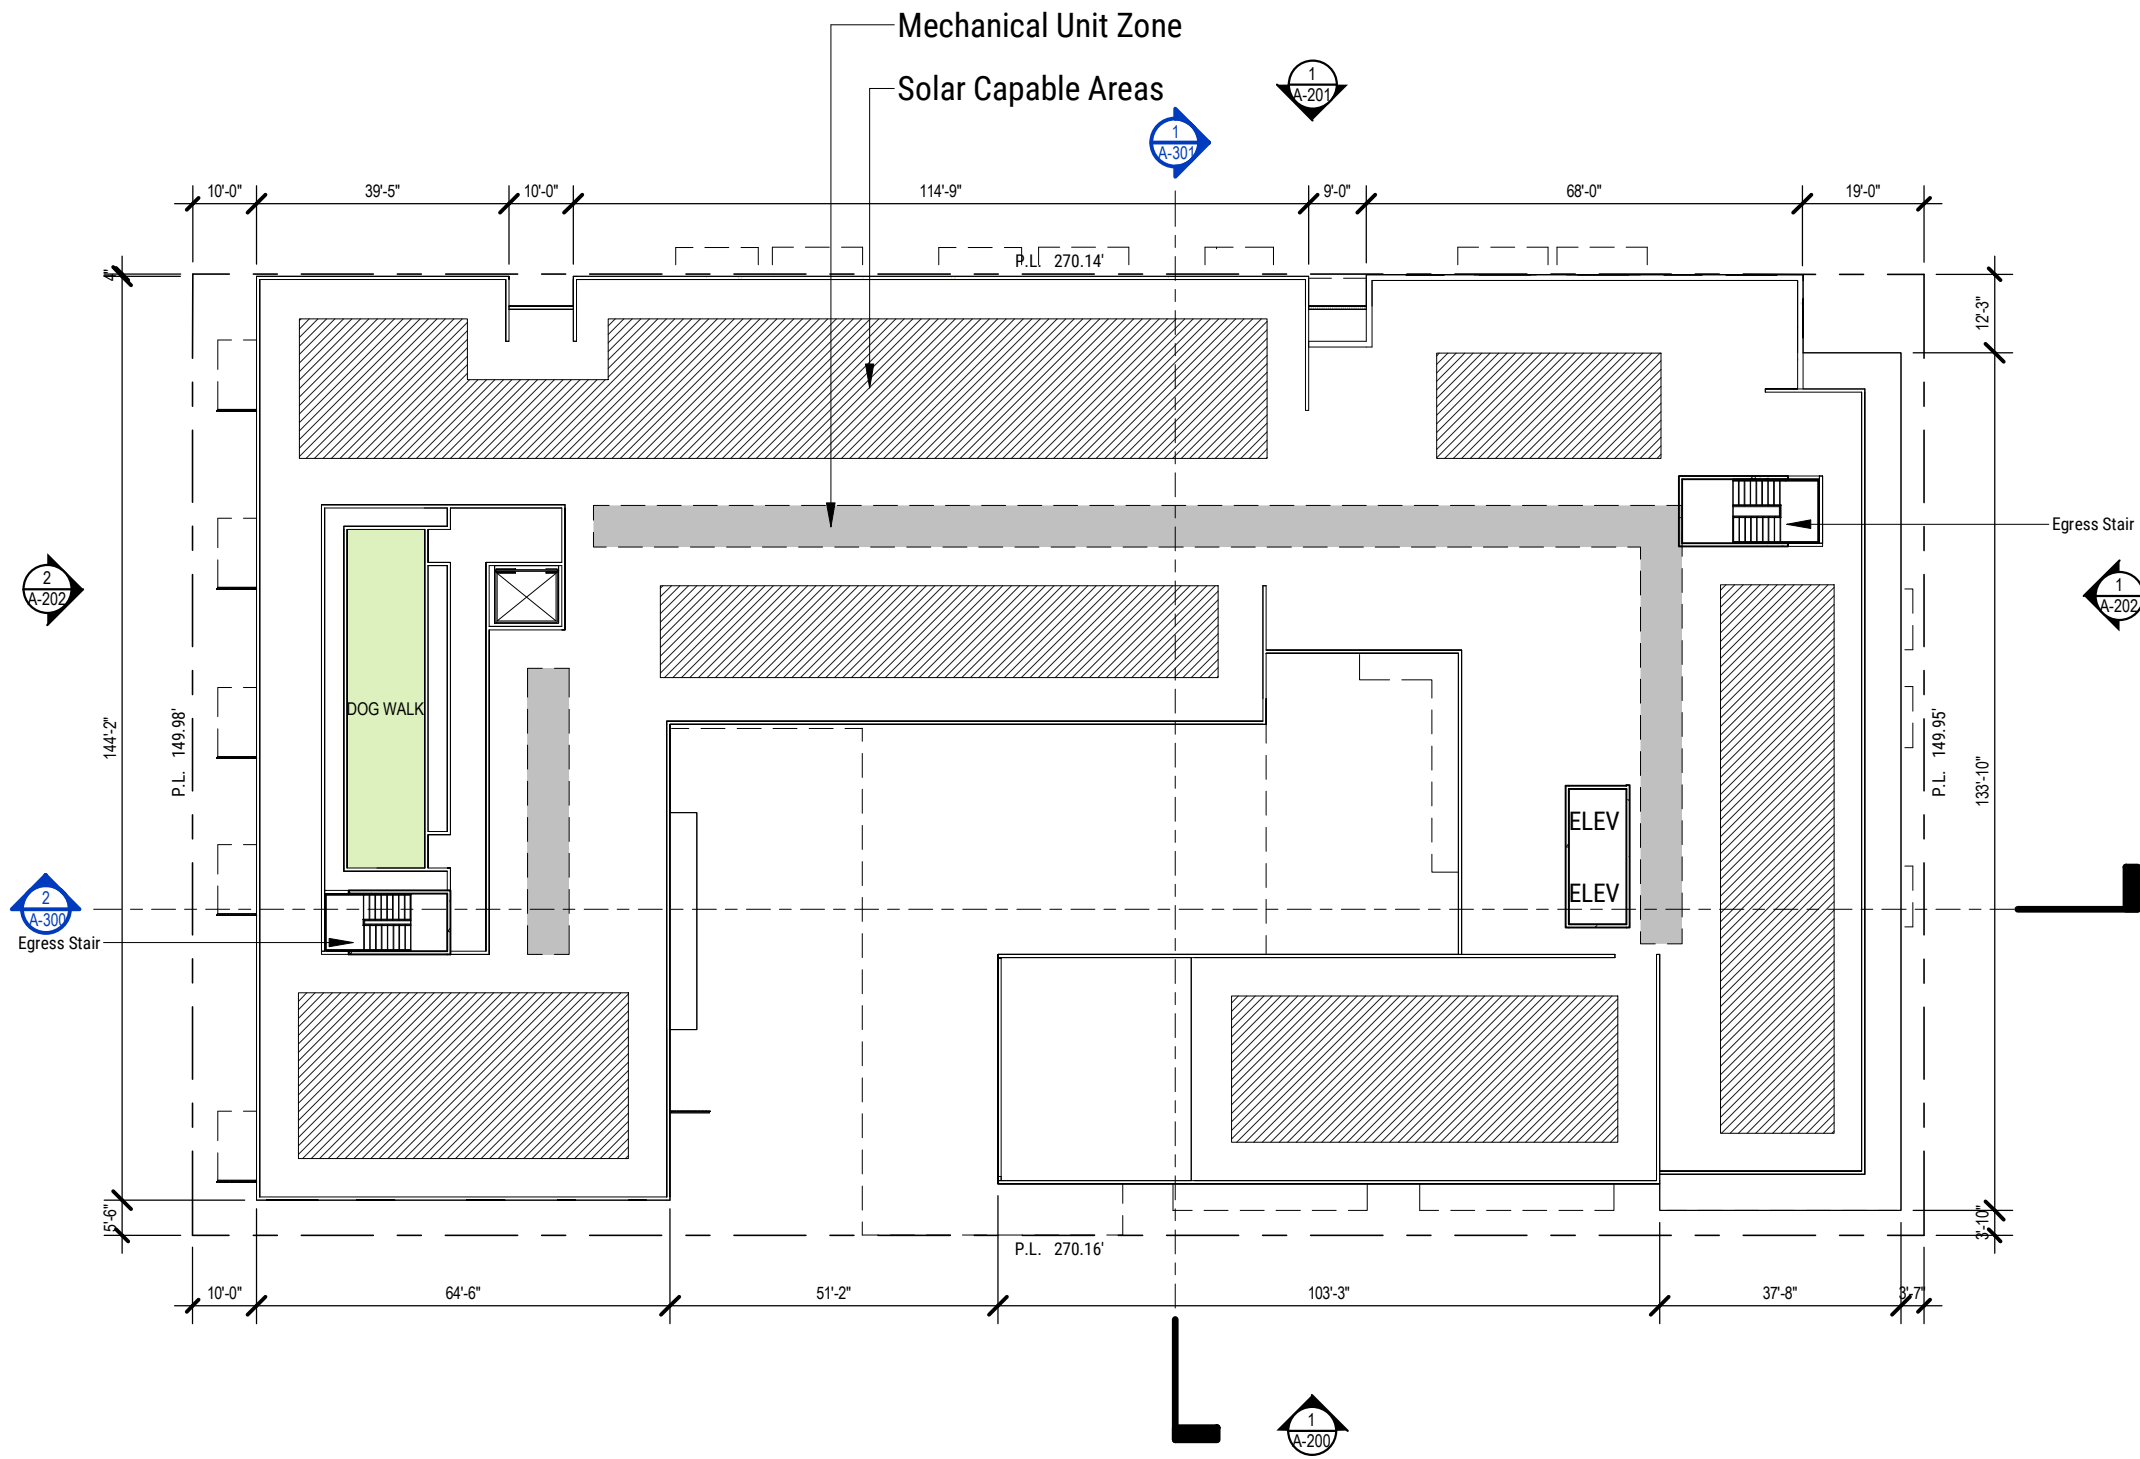 Mechanical Unit Zone
Solar Capable Areas
1
A-201
1
A-301
10'-0"
39'-5"
10'-0"
114'-9"
9'-0"
68'-0"
19'-0"
P.L. 270.14'
4"
12'-3"
Egress Stair
2
A-202
1
A-202
DOG WALK
144'-2"
P.L. 149.98'
P.L. 149.95'
133'-10"
ELEV
ELEV
2
A-300
Egress Stair
5'-6"
3'-10"
P.L. 270.16'
10'-0"
64'-6"
51'-2"
103'-3"
37'-8"
3'-7"
1
A-200